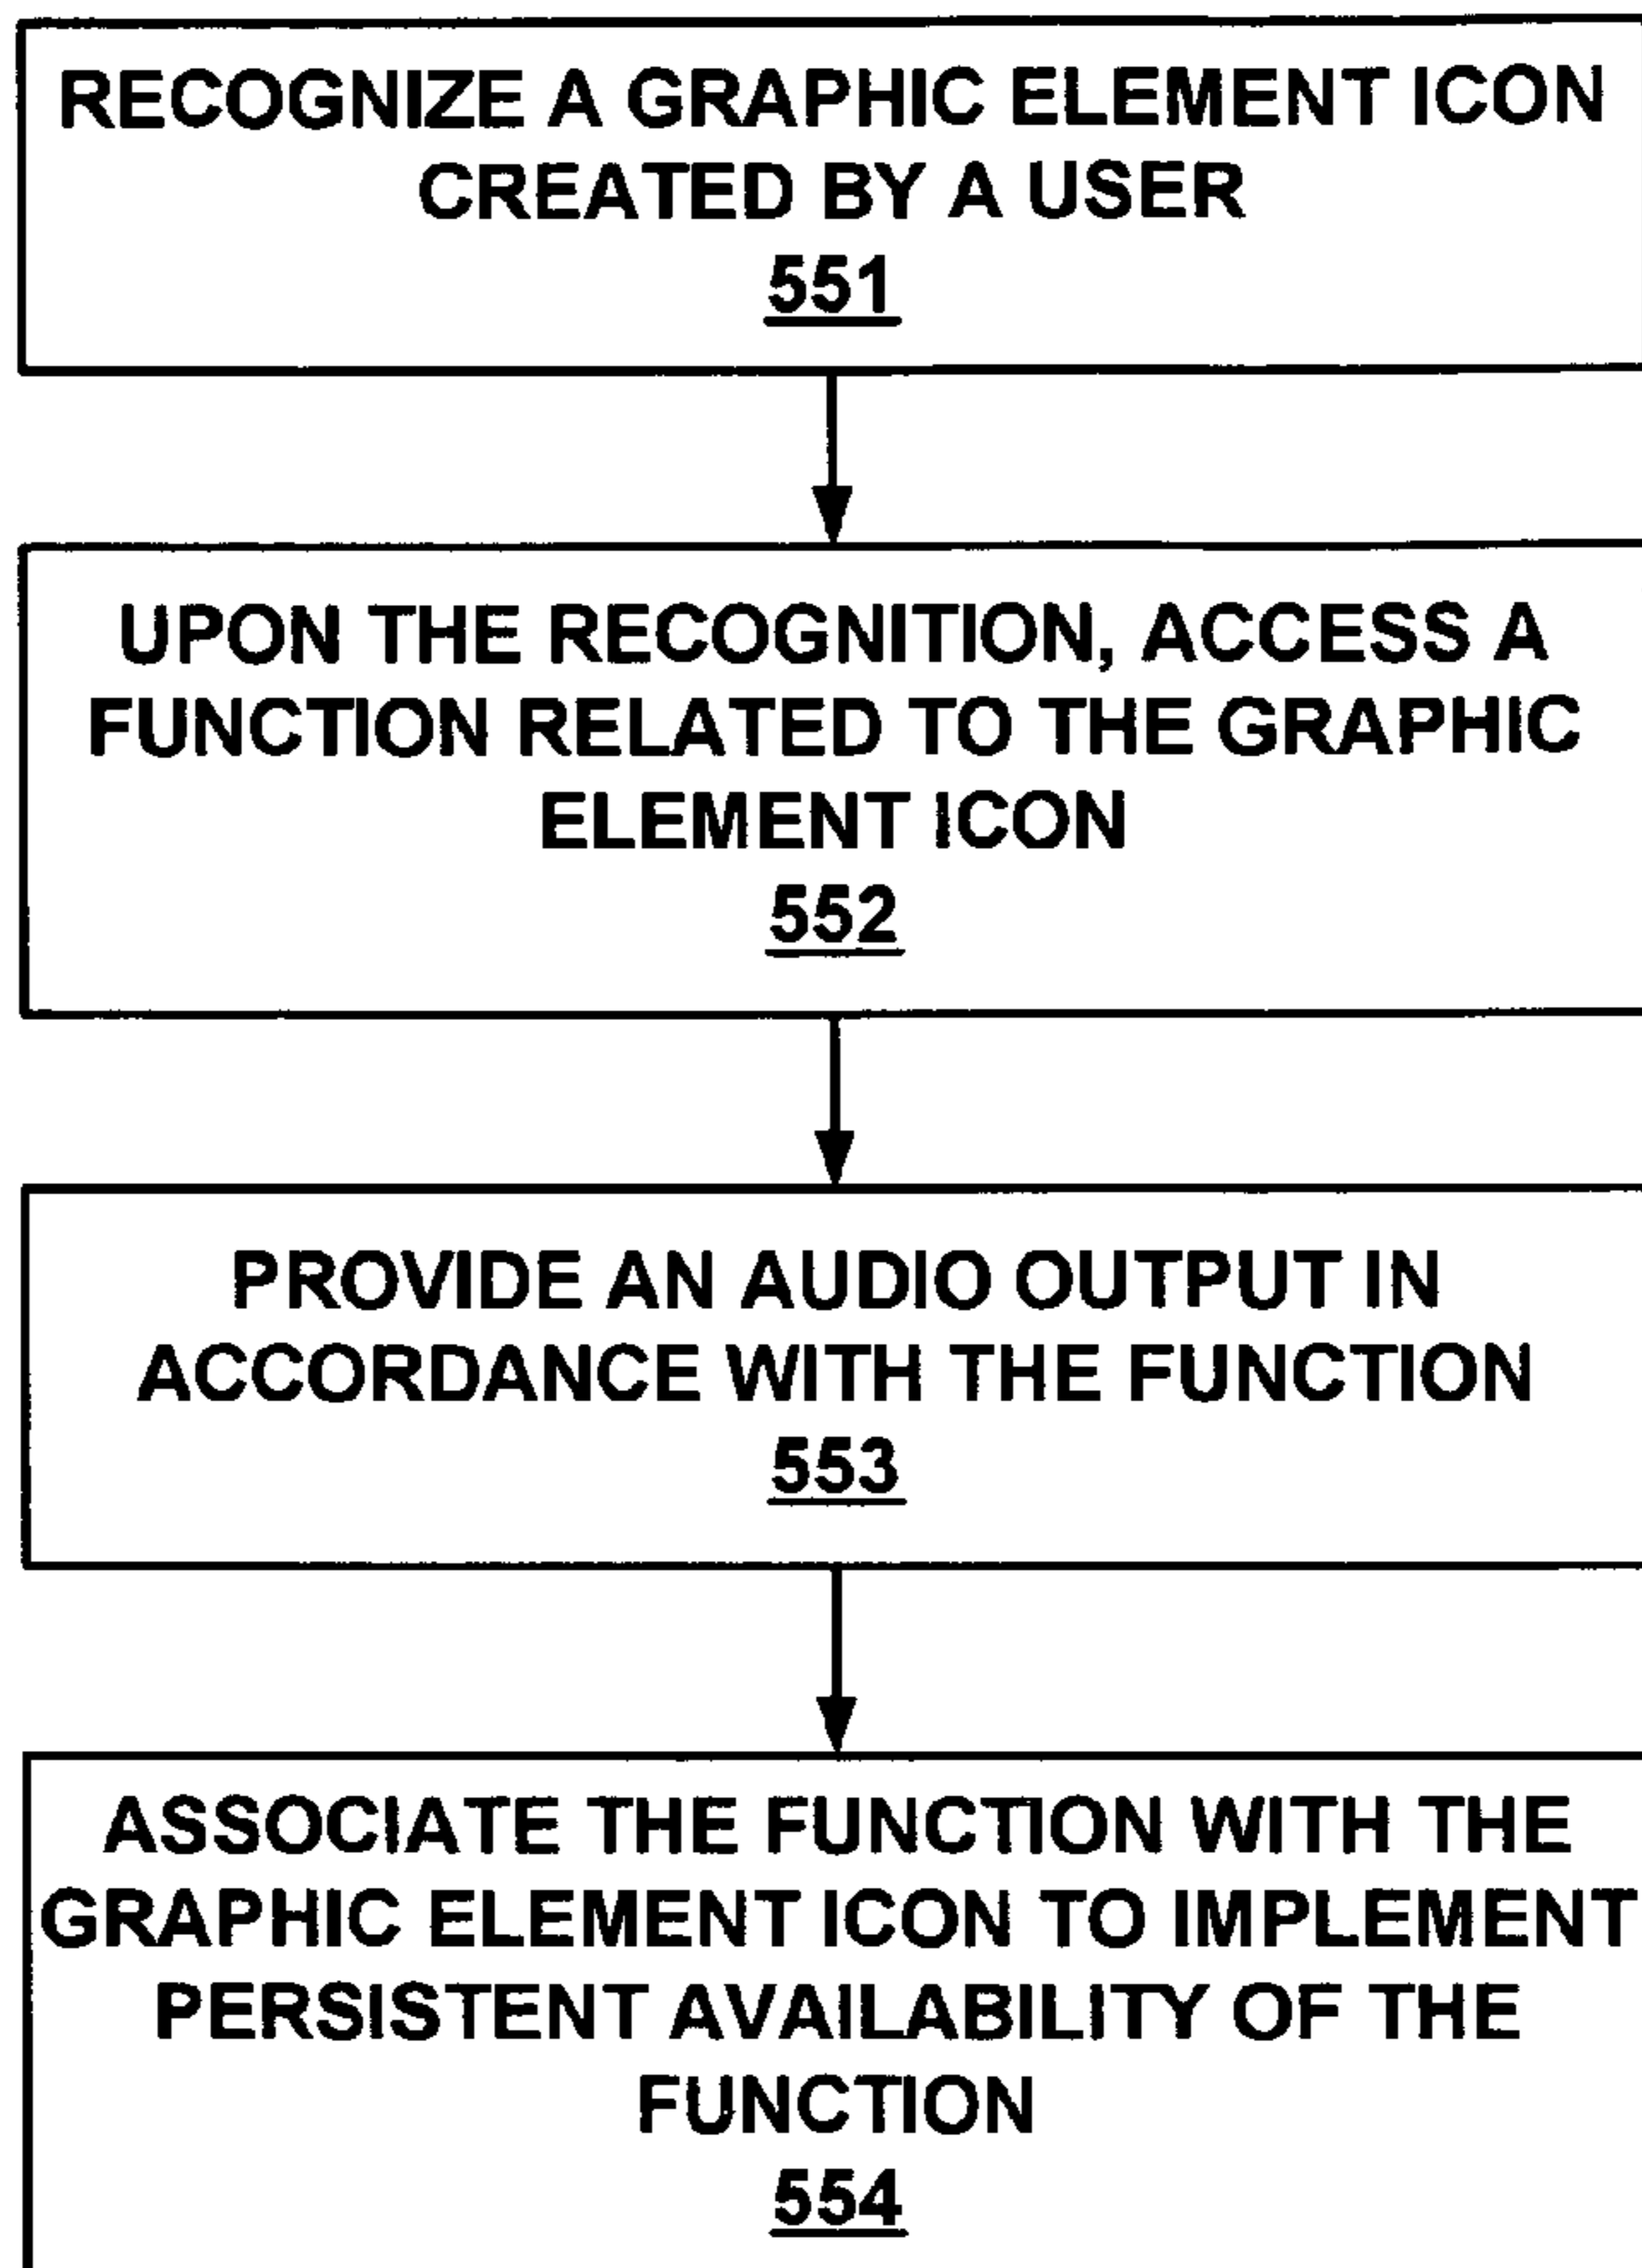 RECOGNIZE A GRAPHIC ELEMENT ICON
CREATED BY A USER
551
UPON THE RECOGNITION, ACCESS A
FUNCTION RELATED TO THE GRAPHIC
ELEMENT ICON
552
PROVIDE AN AUDIO OUTPUT IN
ACCORDANCE WITH THE FUNCTION
553
ASSOCIATE THE FUNCTION WITH THE
GRAPHIC ELEMENT ICON TO IMPLEMENT
PERSISTENT AVAILABILITY OF THE
FUNCTION
554